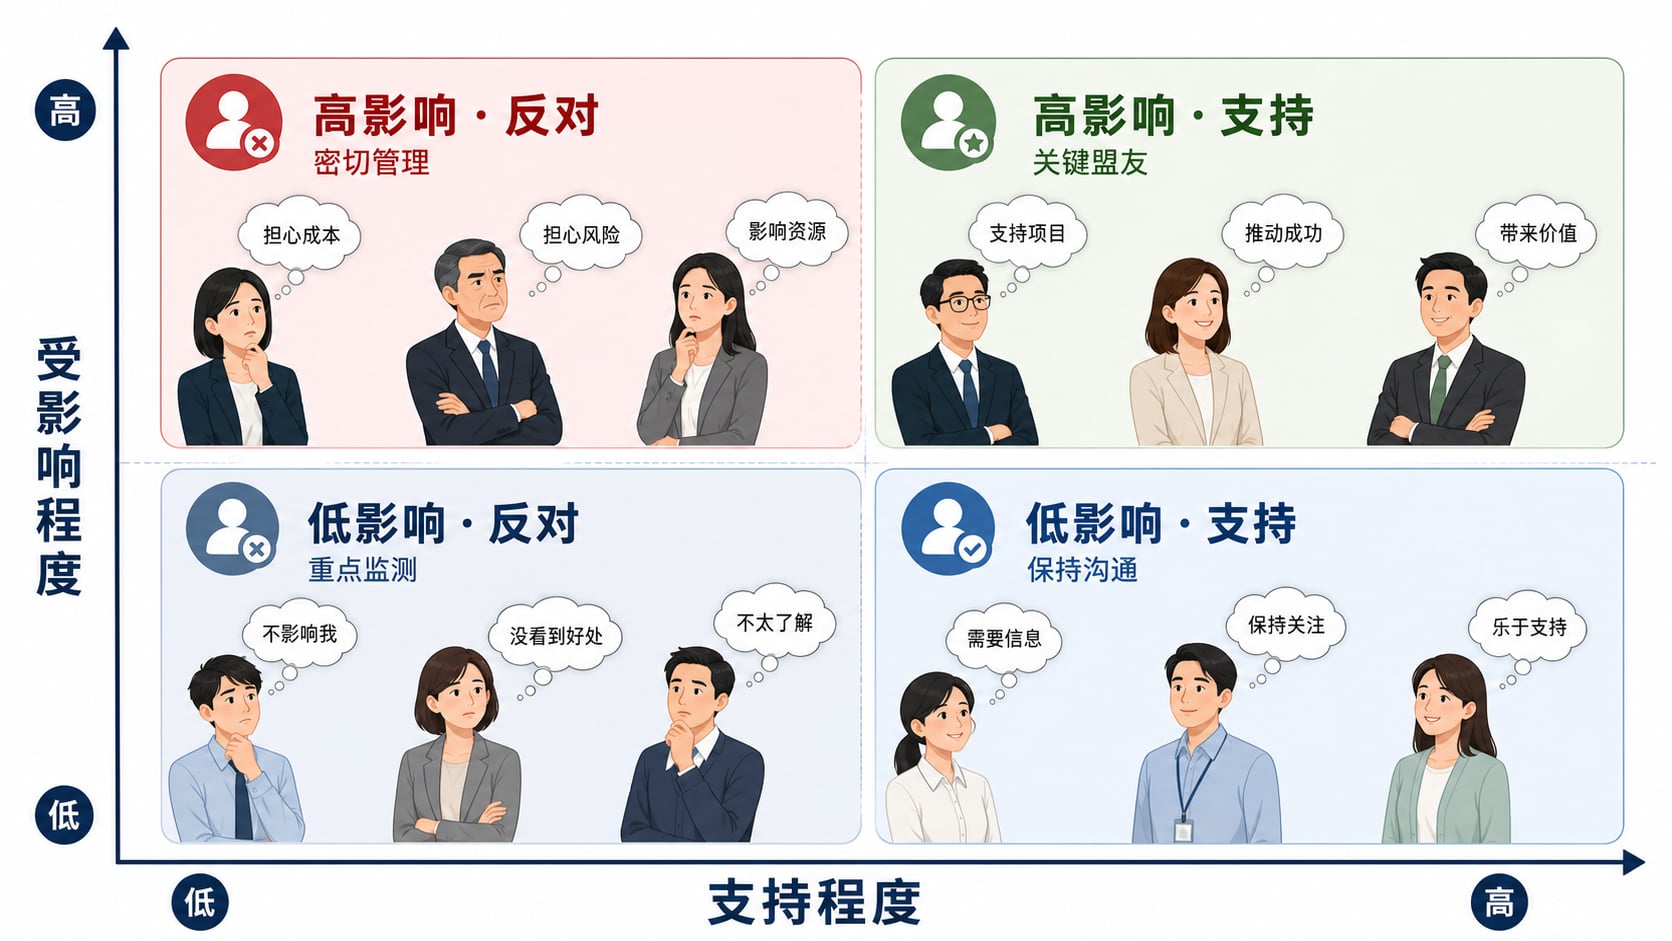 高
受影响程度
低
高影响·反对
密切管理
担心成本
担心风险
影响资源
高影响·支持
关键盟友
支持项目
推动成功
带来价值
低影响·反对
重点监测
不影响我
没看到好处
不太了解
低影响·支持
保持沟通
需要信息
保持关注
乐于支持
低
支持程度
高